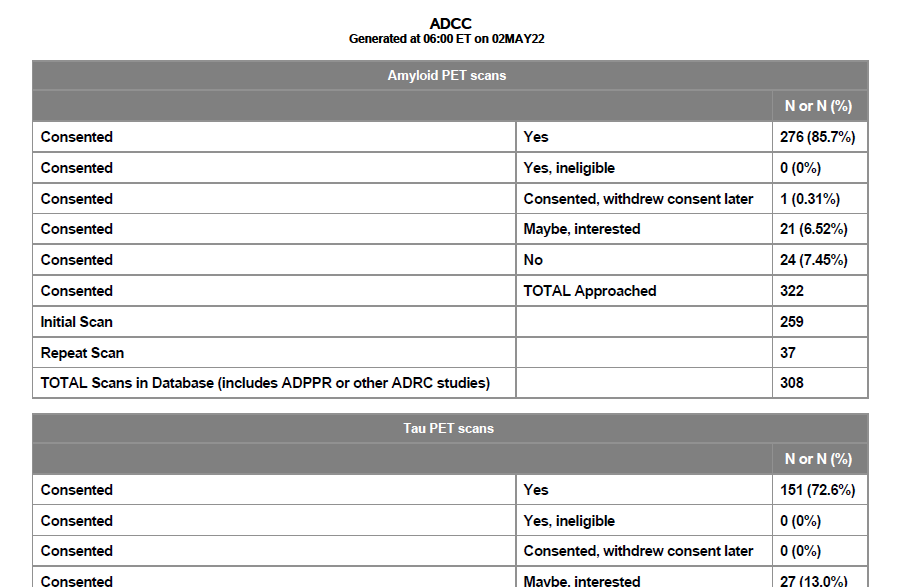 ADCC
Generated at 06:00 ET on 02MAY22
Amyloid PET scans
N or N (%)
Consented Yes 276 (85.7%)
Consented Yes, ineligible 0 (0%)
Consented Consented, withdrew consent later 1 (0.31%)
Consented Maybe, interested 21 (6.52%)
Consented No 24 (7.45%)
Consented TOTAL Approached 322
Initial Scan 259
Repeat Scan 37
TOTAL Scans in Database (includes ADPPR or other ADRC studies) 308
Tau PET scans
N or N (%)
Consented Yes 151 (72.6%)
Consented Yes, ineligible 0 (0%)
Consented Consented, withdrew consent later 0 (0%)
Consented Maybe, interested 27 (13.0%)